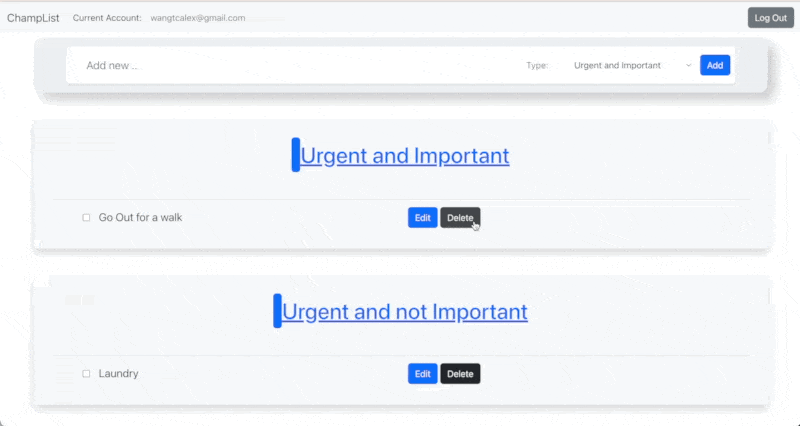 ChampList Current Account: wangtcalex@gmail.com Log Out
Add new ... Type: Urgent and Important Add
Urgent and Important
Go Out for a walk Edit Delete
Urgent and not Important
Laundry Edit Delete